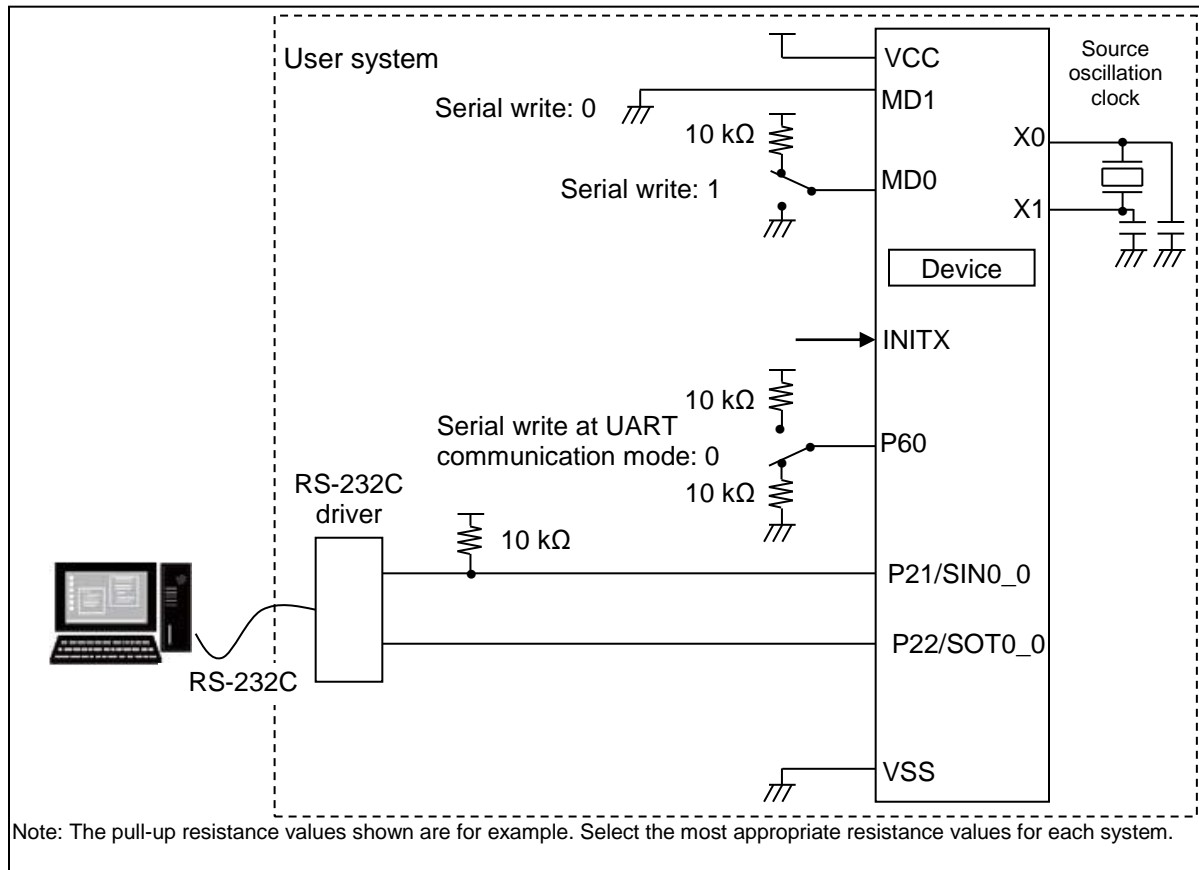 User system
VCC
Source
oscillation
clock
Serial write: 0
MD1
10 kΩ
X0
Serial write: 1
MD0
X1
Device
INITX
10 kΩ
Serial write at UART
communication mode: 0
P60
10 kΩ
RS-232C
driver
10 kΩ
P21/SIN0_0
P22/SOT0_0
RS-232C
VSS
Note: The pull-up resistance values shown are for example. Select the most appropriate resistance values for each system.